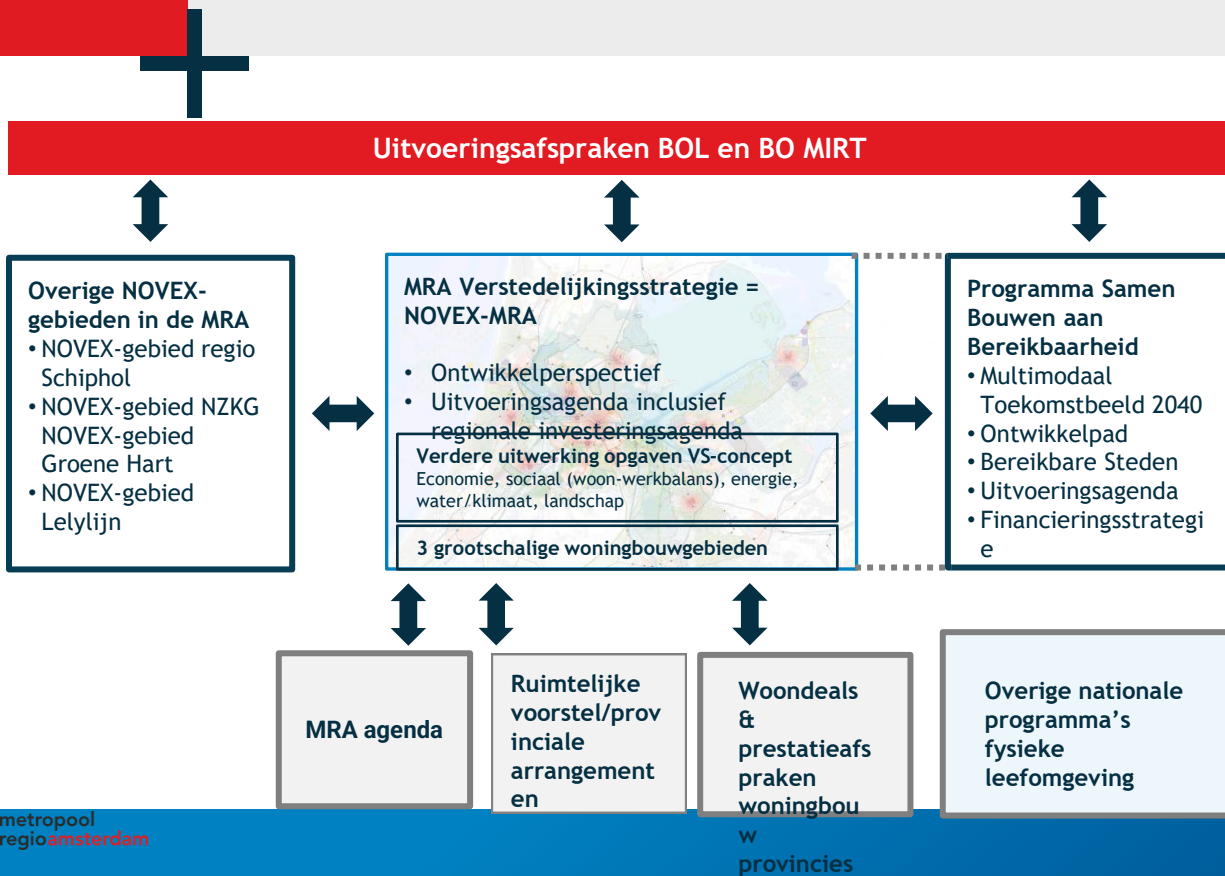 Uitvoeringsafspraken BOL en BO MIRT
Overige NOVEX-
gebieden in de MRA
• NOVEX-gebied regio
Schiphol
• NOVEX-gebied NZKG
NOVEX-gebied
Groene Hart
• NOVEX-gebied
Lelylijn
MRA Verstedelijkingsstrategie =
NOVEX-MRA
• Ontwikkelperspectief
• Uitvoeringsagenda inclusief
regionale investeringsagenda
Verdere uitwerking opgaven VS-concept
Economie, sociaal (woon-werkbalans), energie,
water/klimaat, landschap
3 grootschalige woningbouwgebieden
Programma Samen
Bouwen aan
Bereikbaarheid
• Multimodaal
Toekomstbeeld 2040
• Ontwikkelpad
• Bereikbare Steden
• Uitvoeringsagenda
• Financieringsstrategi
e
MRA agenda
Ruimtelijke
voorstel/prov
inciale
arrangement
en
Woondeals
&
prestatieafs
praken
woningbou
w
provincies
Overige nationale
programma's
fysieke
leefomgeving
metropool
regioamsterdam